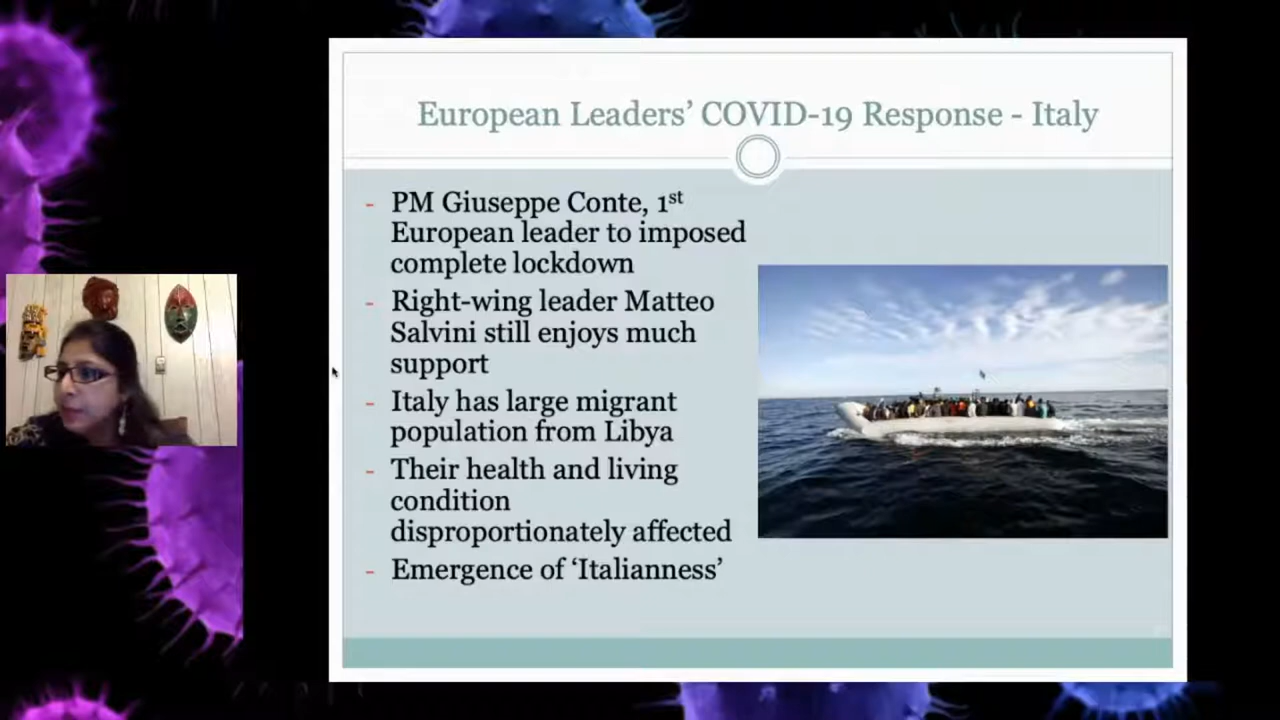 European Leaders’ COVID-19 Response - Italy
- PM Giuseppe Conte, 1st
European leader to imposed
complete lockdown
- Right-wing leader Matteo
Salvini still enjoys much
support
- Italy has large migrant
population from Libya
- Their health and living
condition
disproportionately affected
- Emergence of ‘Italianness’